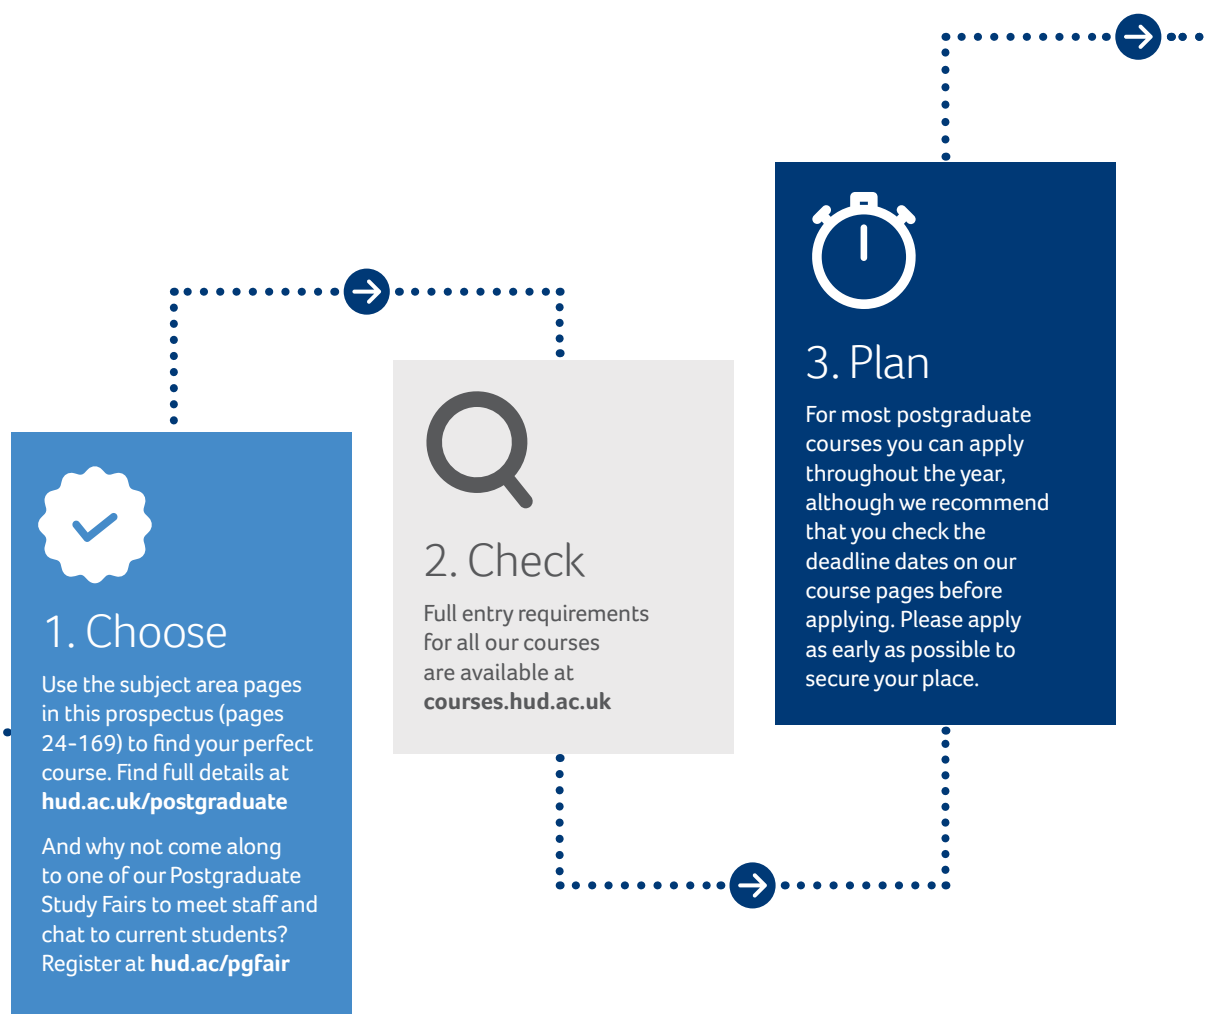 1. Choose
Use the subject area pages
in this prospectus (pages
24-169) to find your perfect
course. Find full details at
hud.ac.uk/postgraduate
And why not come along
to one of our Postgraduate
Study Fairs to meet staff and
chat to current students?
Register at hud.ac/pgfair
2. Check
Full entry requirements
for all our courses
are available at
courses.hud.ac.uk
3. Plan
For most postgraduate
courses you can apply
throughout the year,
although we recommend
that you check the
deadline dates on our
course pages before
applying. Please apply
as early as possible to
secure your place.